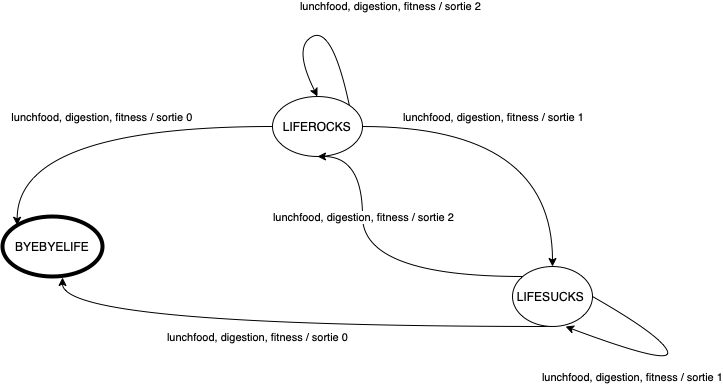 lunchfood, digestion, fitness / sortie 2
lunchfood, digestion, fitness / sortie 0
lunchfood, digestion, fitness / sortie 1
LIFEROCKS
lunchfood, digestion, fitness / sortie 2
BYEBYELIFE
LIFESUCKS
lunchfood, digestion, fitness / sortie 0
lunchfood, digestion, fitness / sortie 1